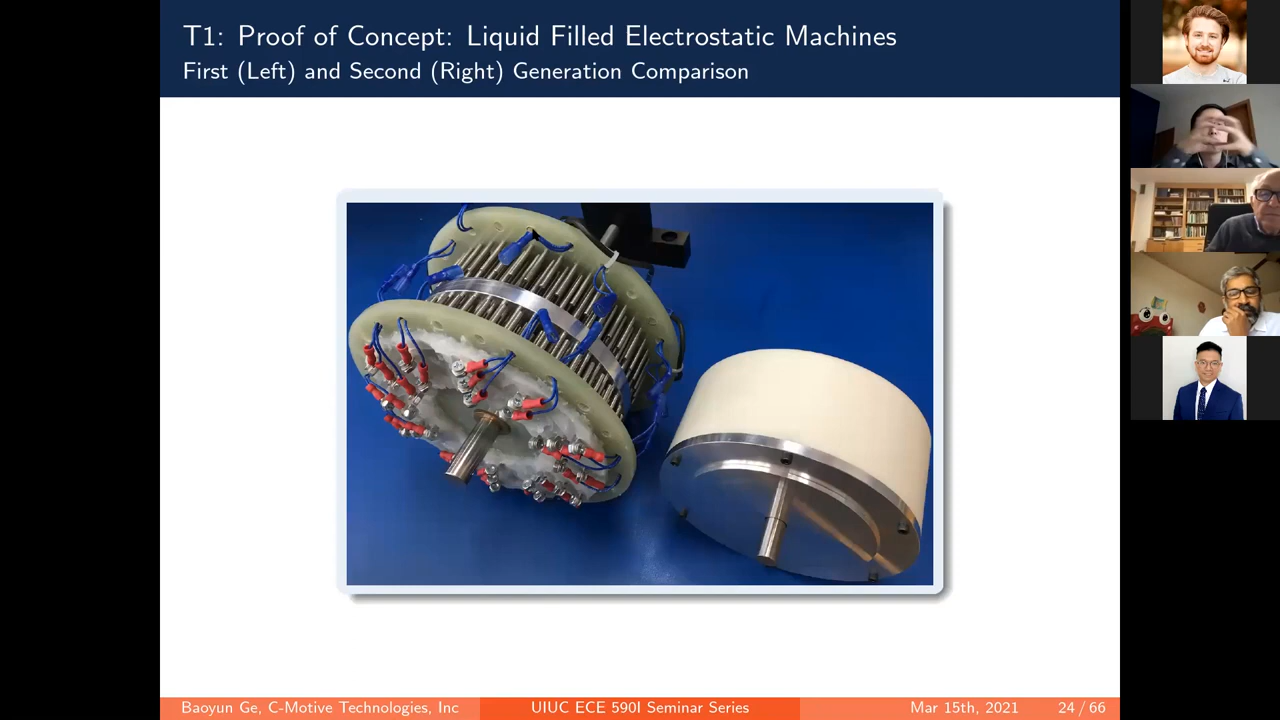 T1: Proof of Concept: Liquid Filled Electrostatic Machines
First (Left) and Second (Right) Generation Comparison
Baoyun Ge, C-Motive Technologies, Inc
UIUC ECE 590I Seminar Series
Mar 15th, 2021
24 / 66